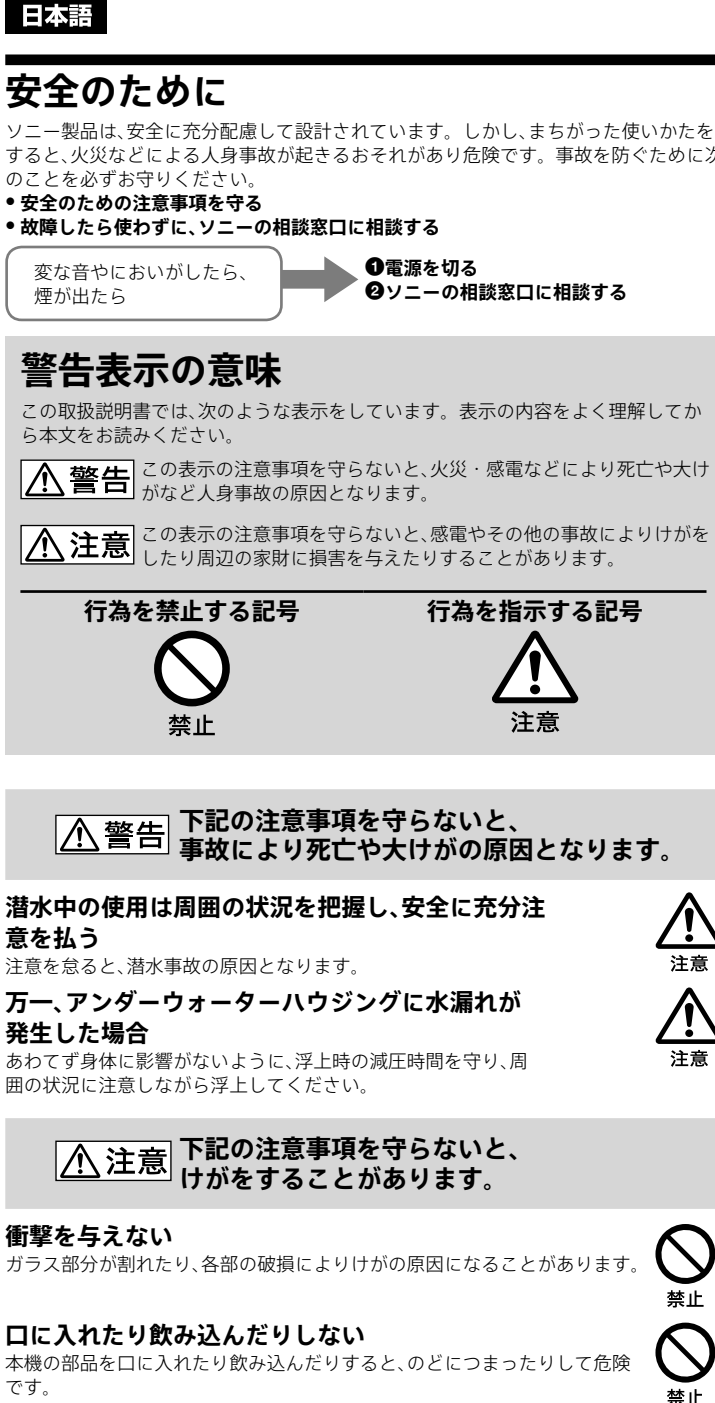 日本語
安全のために
ソニー製品は、安全に充分配慮して設計されています。しかし、まちがった使いかたを
すると、火災などによる人身事故が起きるおそれがあり危険です。事故を防ぐために次
のことを必ずお守りください。
• 安全のための注意事項を守る
• 故障したら使わずに、ソニーの相談窓口に相談する
変な音やにおいがしたら、
煙が出たら
❶電源を切る
❷ソニーの相談窓口に相談する
警告表示の意味
この取扱説明書では、次のような表示をしています。表示の内容をよく理解してか
ら本文をお読みください。
警告
この表示の注意事項を守らないと、火災・感電などにより死亡や大け
がなど人身事故の原因となります。
注意
この表示の注意事項を守らないと、感電やその他の事故によりけがを
したり周辺の家財に損害を与えたりすることがあります。
行為を禁止する記号
禁止
行為を指示する記号
注意
警告
下記の注意事項を守らないと、
事故により死亡や大けがの原因となります。
潜水中の使用は周囲の状況を把握し、安全に充分注
意を払う
注意を怠ると、潜水事故の原因となります。
注意
万一、アンダーウォーターハウジングに水漏れが
発生した場合
あわてず身体に影響がないように、浮上時の減圧時間を守り、周
囲の状況に注意しながら浮上してください。
注意
注意
下記の注意事項を守らないと、
けがをすることがあります。
衝撃を与えない
ガラス部分が割れたり、各部の破損によりけがの原因になることがあります。
禁止
口に入れたり飲み込んだりしない
本機の部品を口に入れたり飲み込んだりすると、のどにつまったりして危険
です。
禁止